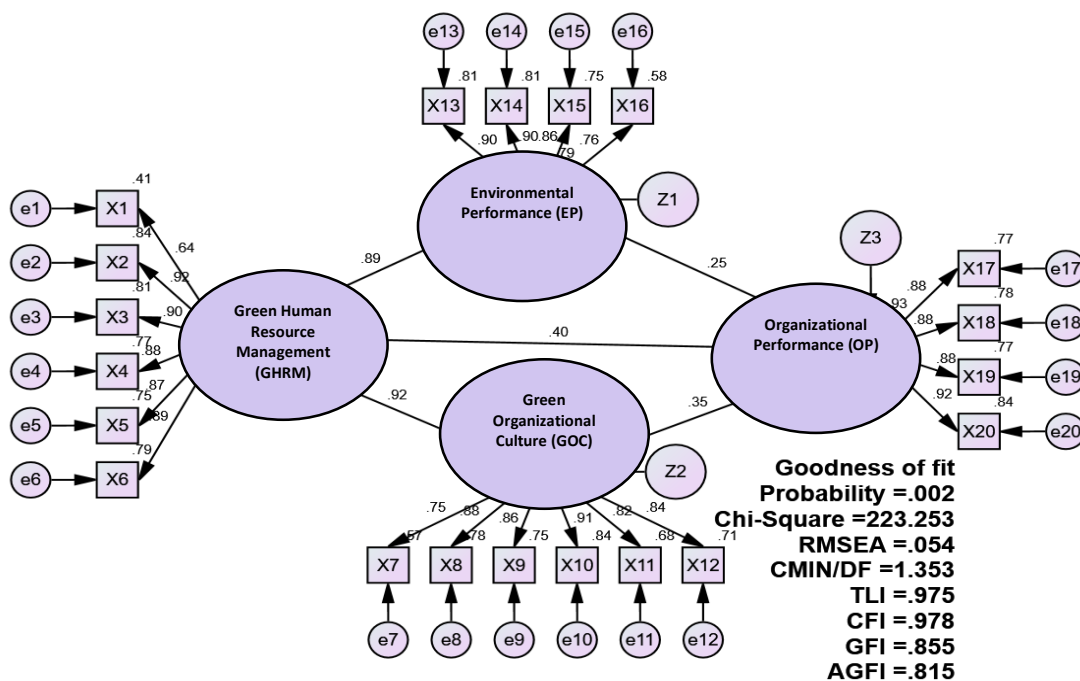 e13
e14
e15
e16
.81
.81
.75
.58
X13
X14
X15
X16
.90
.90
.86
.76
.79
Environmental
Performance (EP)
Z1
.41
e1
X1
.64
.84
e2
X2
.92
.81
e3
X3
.90
.77
e4
X4
.88
.75
e5
X5
.87
.79
e6
X6
.89
Green Human
Resource
Management
(GHRM)
.89
.40
.92
.25
.35
Z3
.93
Organizational
Performance (OP)
.77
.88
X17
e17
.78
.88
X18
e18
.77
.88
X19
e19
.84
.92
X20
e20
Green
Organizational
Culture (GOC)
Z2
.75
.88
.86
.91
.82
.84
.57
.78
.75
.84
.68
.71
X7
X8
X9
X10
X11
X12
e7
e8
e9
e10
e11
e12
Goodness of fit
Probability =.002
Chi-Square =223.253
RMSEA =.054
CMIN/DF =1.353
TLI =.975
CFI =.978
GFI =.855
AGFI =.815